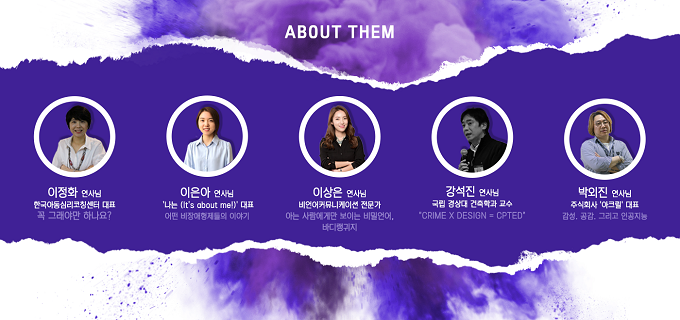 ABOUT THEM
이정화 연사님
한국아동심리코칭센터 대표
꼭 그래야만 하나요?
이은아 연사님
'나는 (It's about me!)' 대표
어떤 비장애형제들의 이야기
이상은 연사님
비언어커뮤니케이션 전문가
아는 사람에게만 보이는 비밀언어,
바디랭귀지
강석진 연사님
국립 경상대 건축학과 교수
"CRIME X DESIGN = CPTED"
박외진 연사님
주식회사 '아크릴' 대표
감성, 공감, 그리고 인공지능